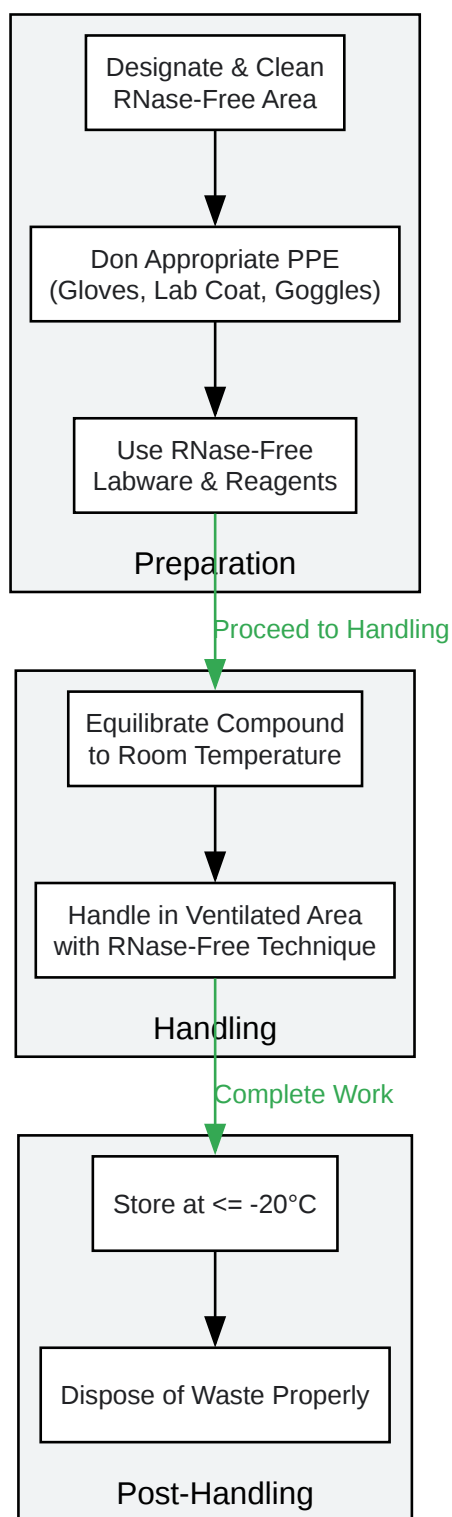 Designate & Clean
RNase-Free Area
Don Appropriate PPE
(Gloves, Lab Coat, Goggles)
Use RNase-Free
Labware & Reagents
Preparation
Proceed to Handling
Equilibrate Compound
to Room Temperature
Handle in Ventilated Area
with RNase-Free Technique
Handling
Complete Work
Store at <= -20°C
Dispose of Waste Properly
Post-Handling